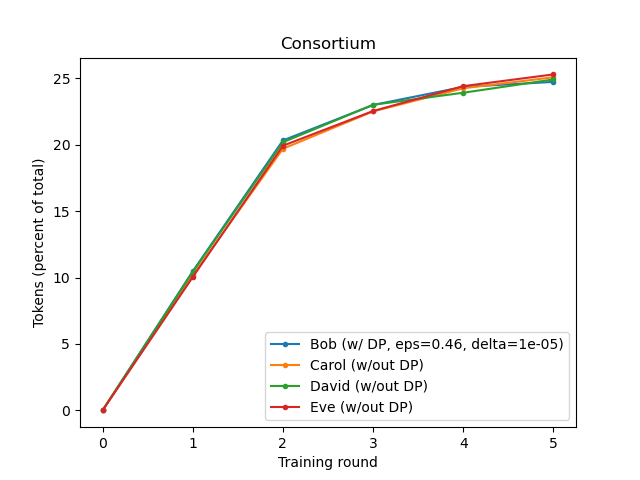 Consortium
Tokens (percent of total)
25
20
15
10
5
0
Bob (w/ DP, eps=0.46, delta=1e-05)
Carol (w/out DP)
David (w/out DP)
Eve (w/out DP)
0 1 2 3 4 5
Training round